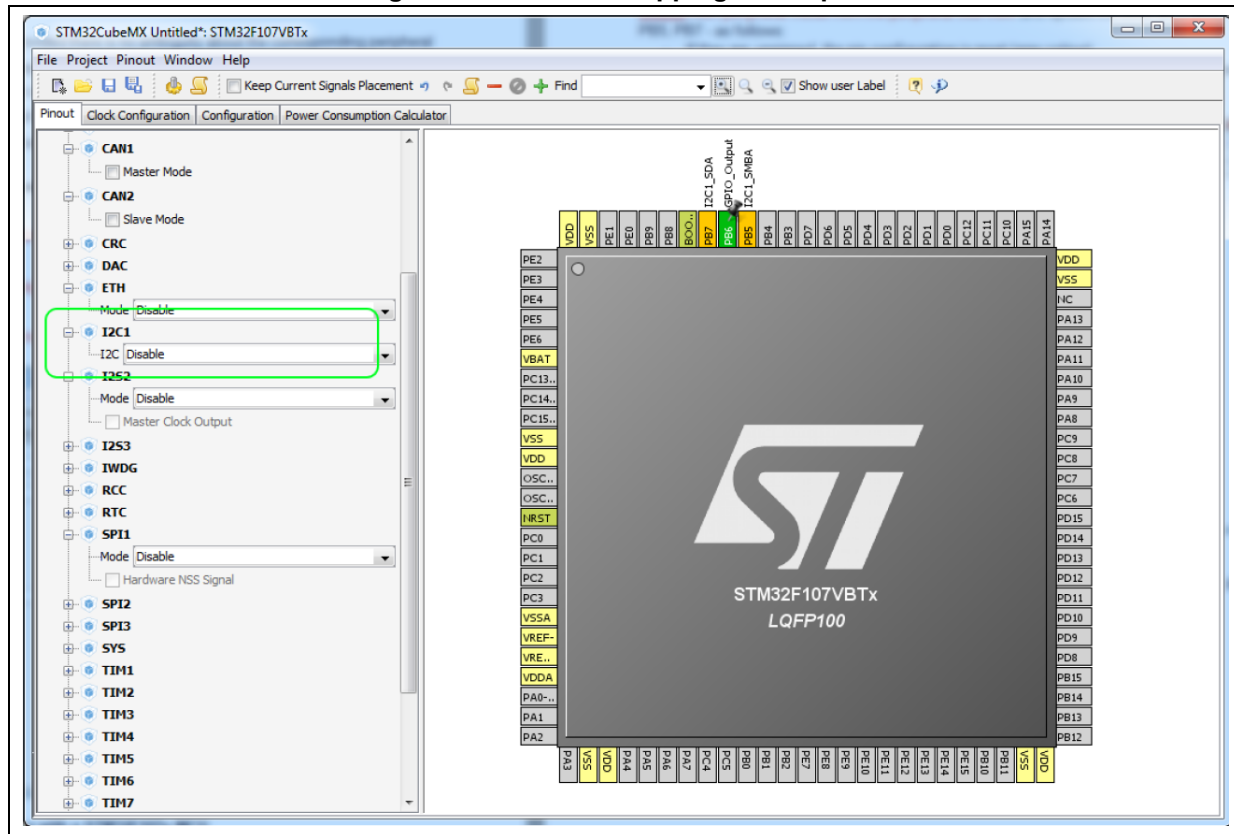 STM32CubeMX Untitled*: STM32F107VBTx
File Project Pinout Window Help
Keep Current Signals Placement Find Show user Label
Pinout Clock Configuration Configuration Power Consumption Calculator
CAN1
Master Mode
CAN2
Slave Mode
CRC
DAC
ETH
Mode Disable
I2C1
I2C Disable
I2S2
Mode Disable
Master Clock Output
I2S3
IWDG
RCC
RTC
SPI1
Mode Disable
Hardware NSS Signal
SPI2
SPI3
SYS
TIM1
TIM2
TIM3
TIM4
TIM5
TIM6
TIM7
I2C1_SDA
GPIO_Output
I2C1_SMBA
VDD
VSS
PE1
PE0
PB9
PB8
BOO..
PB7
PB6
PB5
PB4
PB3
PD7
PD6
PD5
PD4
PD3
PD2
PD1
PD0
PC12
PC11
PC10
PA15
PA14
PE2
PE3
PE4
PE5
PE6
VBAT
PC13..
PC14..
PC15..
VSS
VDD
OSC..
OSC..
NRST
PC0
PC1
PC2
PC3
VSSA
VREF-
VRE..
VDDA
PA0-..
PA1
PA2
VDD
VSS
NC
PA13
PA12
PA11
PA10
PA9
PA8
PC9
PC8
PC7
PC6
PD15
PD14
PD13
PD12
PD11
PD10
PD9
PD8
PB15
PB14
PB13
PB12
ST
STM32F107VBTx
LQFP100
PA3
VSS
VDD
PA4
PA5
PA6
PA7
PC4
PC5
PB0
PB1
PB2
PE7
PE8
PE9
PE10
PE11
PE12
PE13
PE14
PE15
PB10
PB11
VSS
VDD